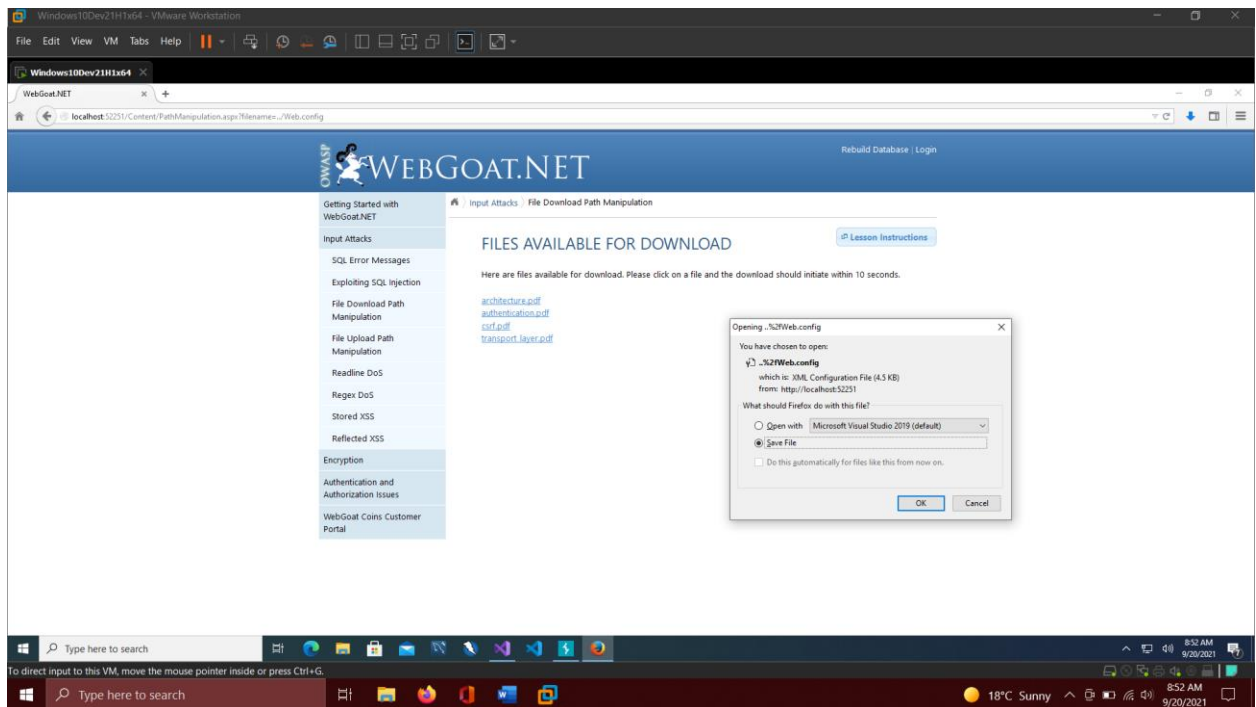 Windows10Dev21H1x64 - VMware Workstation
File Edit View VM Tabs Help
Windows10Dev21H1x64
WebGoat.NET
localhost:52251/Content/PathManipulation.aspx?filename=../Web.config
OWASP
WEBGOAT.NET
Rebuild Database | Login
Getting Started with
WebGoat.NET
Input Attacks
SQL Error Messages
Exploiting SQL Injection
File Download Path
Manipulation
File Upload Path
Manipulation
Readline DoS
Regex DoS
Stored XSS
Reflected XSS
Encryption
Authentication and
Authorization Issues
WebGoat Coins Customer
Portal
Input Attacks File Download Path Manipulation
Lesson Instructions
FILES AVAILABLE FOR DOWNLOAD
Here are files available for download. Please click on a file and the download should initiate within 10 seconds.
architecture.pdf
authentication.pdf
csrf.pdf
transport_layer.pdf
Opening ..%2fWeb.config
You have chosen to open:
..%2fWeb.config
which is: XML Configuration File (4.5 KB)
from: http://localhost:52251
What should Firefox do with this file?
Open with Microsoft Visual Studio 2019 (default)
Save File
Do this automatically for files like this from now on.
OK Cancel
Type here to search
8:52 AM
9/20/2021
To direct input to this VM, move the mouse pointer inside or press Ctrl+G.
Type here to search
18°C Sunny
8:52 AM
9/20/2021